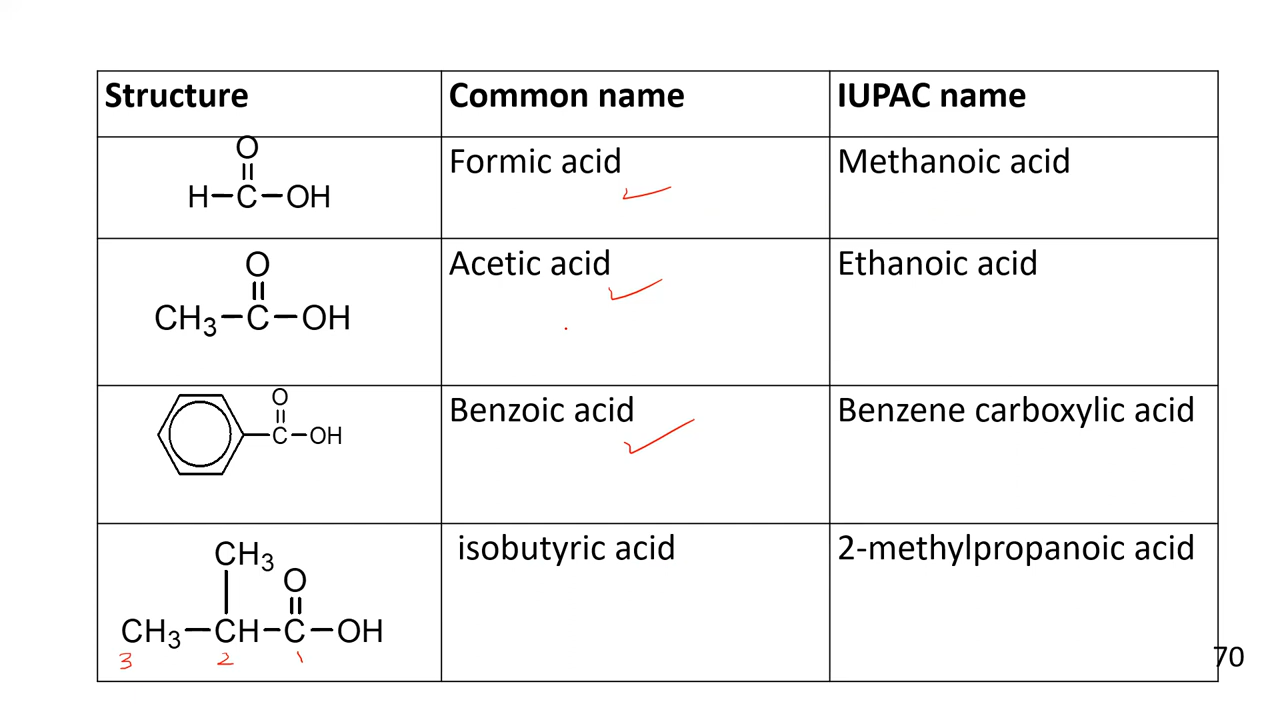 Structure Common name IUPAC name
O
H–C–OH
Formic acid
Methanoic acid
O
CH₃–C–OH
Acetic acid
Ethanoic acid
O
C–OH
Benzoic acid
Benzene carboxylic acid
CH₃
O
CH₃–CH–C–OH
3 2 1
isobutyric acid
2-methylpropanoic acid
70